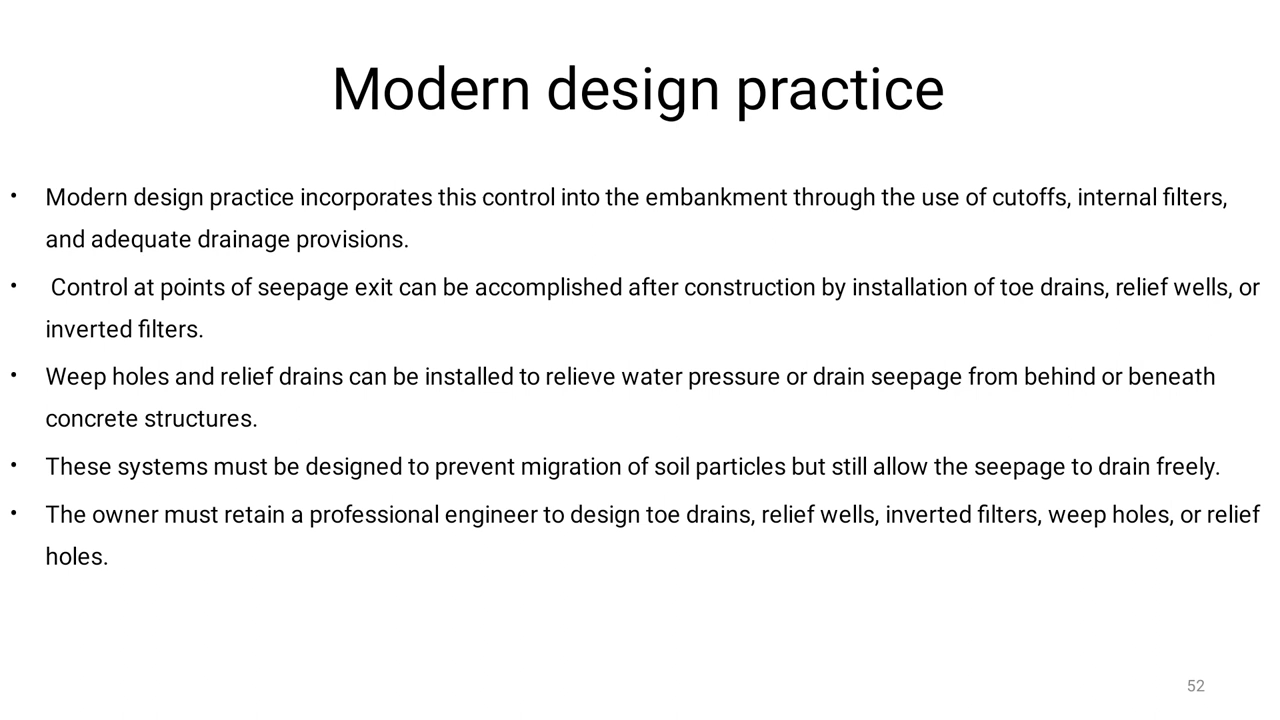 Modern design practice
• Modern design practice incorporates this control into the embankment through the use of cutoffs, internal filters,
and adequate drainage provisions.
• Control at points of seepage exit can be accomplished after construction by installation of toe drains, relief wells, or
inverted filters.
• Weep holes and relief drains can be installed to relieve water pressure or drain seepage from behind or beneath
concrete structures.
• These systems must be designed to prevent migration of soil particles but still allow the seepage to drain freely.
• The owner must retain a professional engineer to design toe drains, relief wells, inverted filters, weep holes, or relief
holes.
52